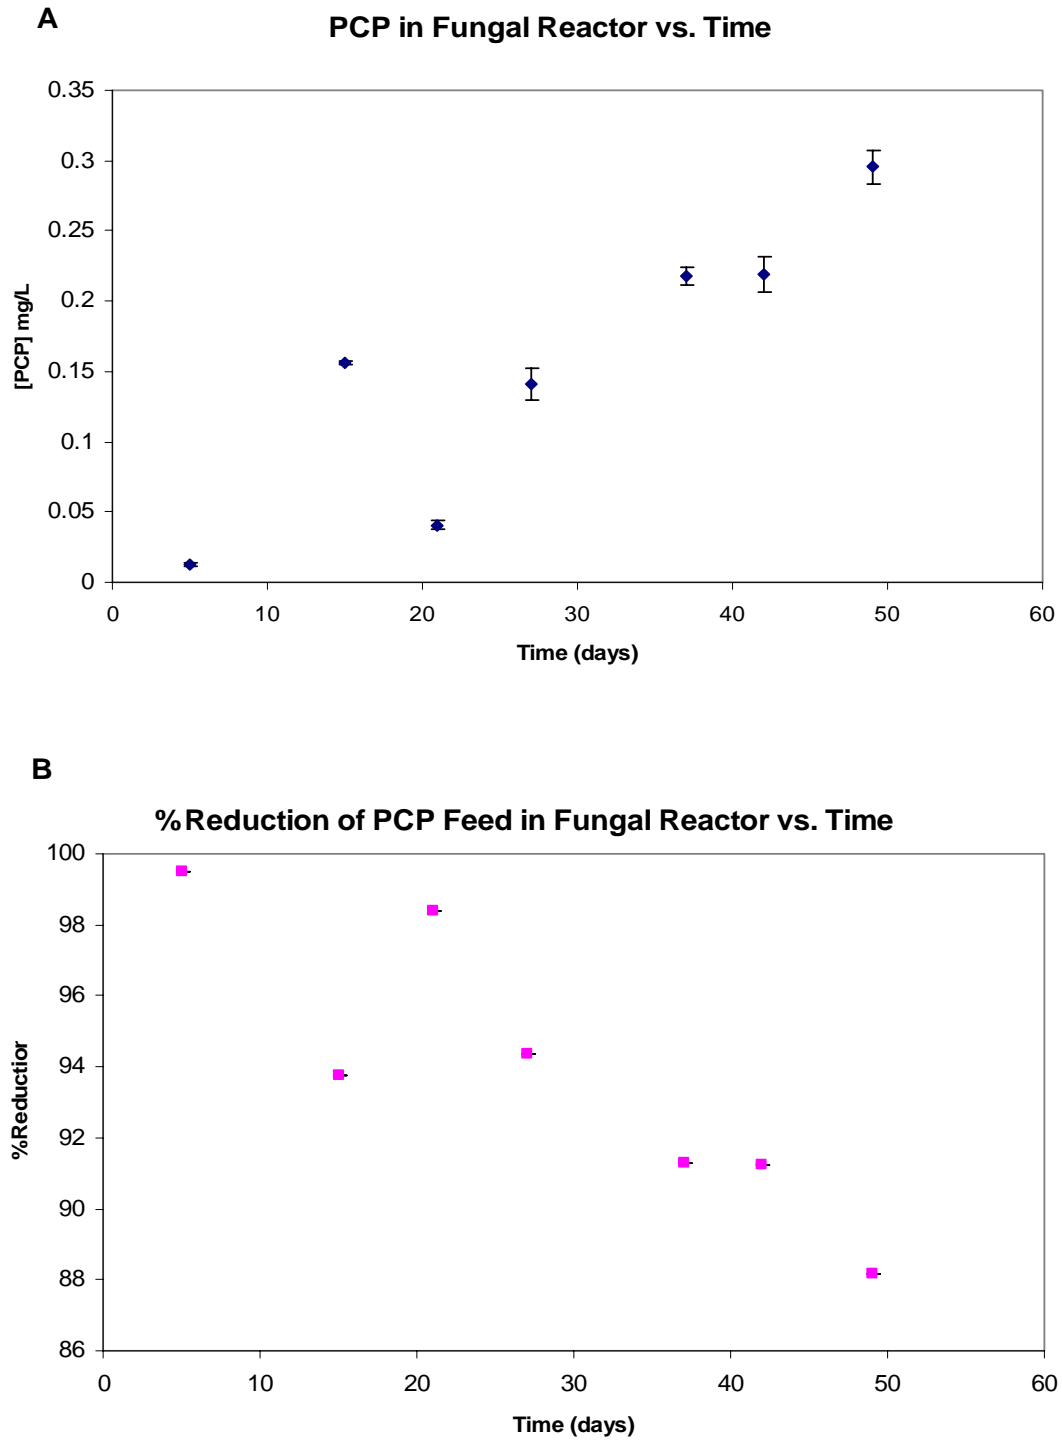 A
PCP in Fungal Reactor vs. Time
0.35
0.3
0.25
0.2
0.15
0.1
0.05
0
[PCP] mg/L
0 10 20 30 40 50 60
Time (days)
B
%Reduction of PCP Feed in Fungal Reactor vs. Time
100
98
96
94
92
90
88
86
%Reductior
0 10 20 30 40 50 60
Time (days)